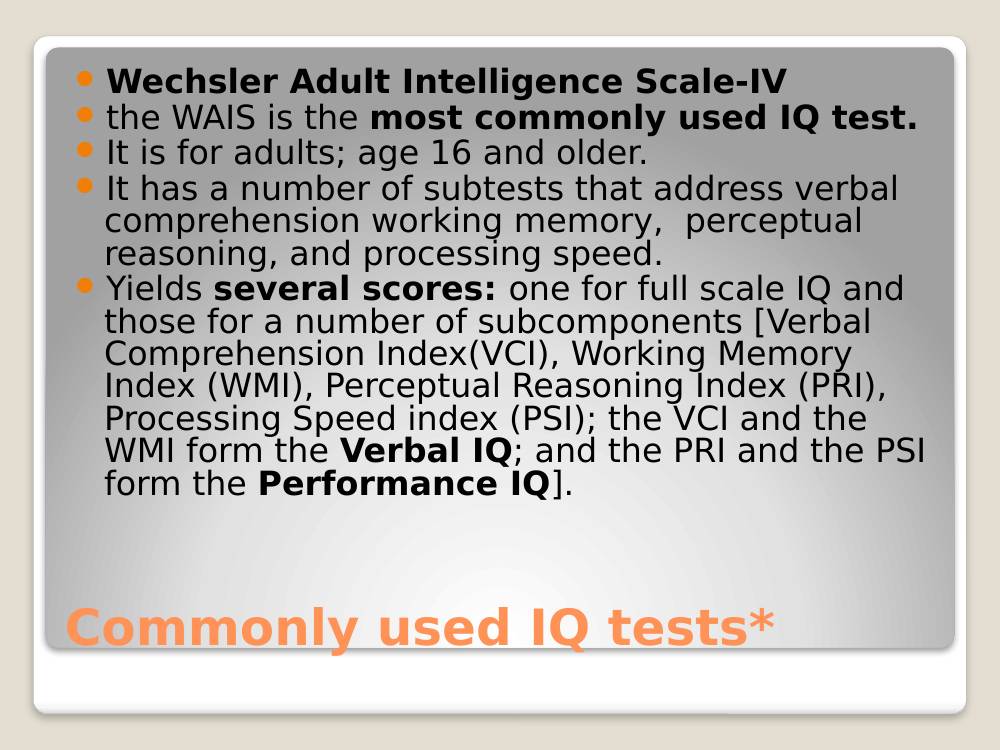 Wechsler Adult Intelligence Scale-IV
the WAIS is the most commonly used IQ test.
It is for adults; age 16 and older.
It has a number of subtests that address verbal
comprehension working memory,  perceptual
reasoning, and processing speed.
Yields several scores: one for full scale IQ and
those for a number of subcomponents [Verbal
Comprehension Index(VCI), Working Memory
Index (WMI), Perceptual Reasoning Index (PRI),
Processing Speed index (PSI); the VCI and the
WMI form the Verbal IQ; and the PRI and the PSI
form the Performance IQ].
Commonly used IQ tests*